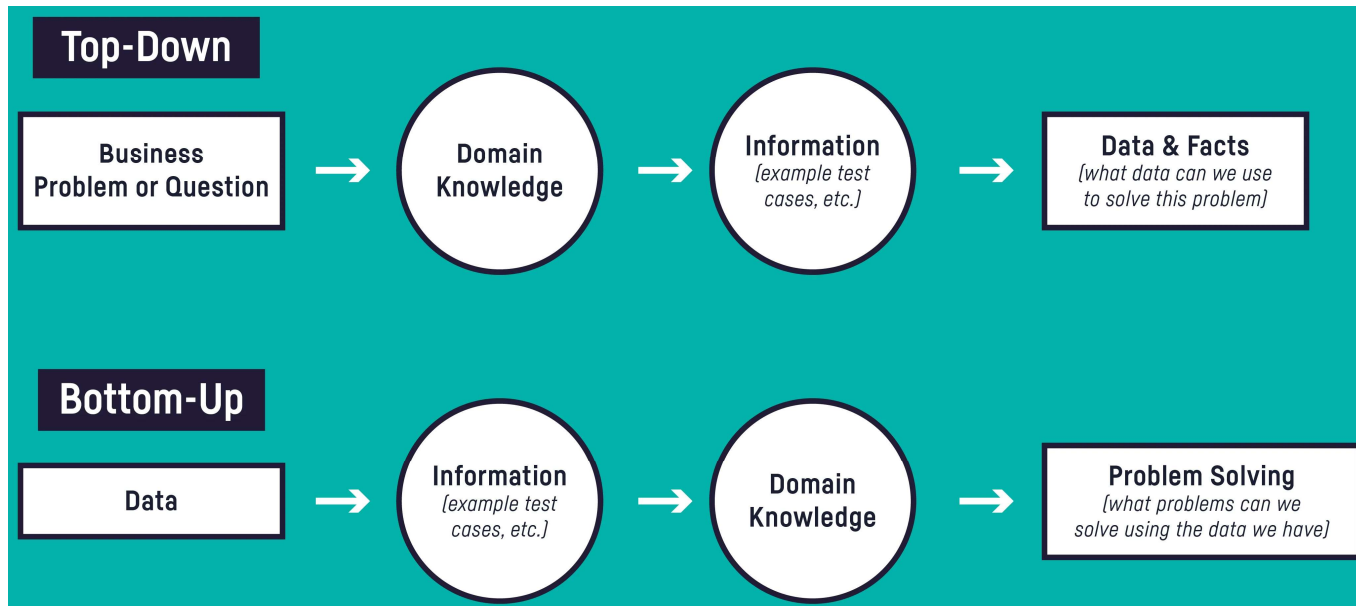 Top-Down
Business
Problem or Question
Domain
Knowledge
Information
(example test
cases, etc.)
Data & Facts
(what data can we use
to solve this problem)
Bottom-Up
Data
Information
(example test
cases, etc.)
Domain
Knowledge
Problem Solving
(what problems can we
solve using the data we have)